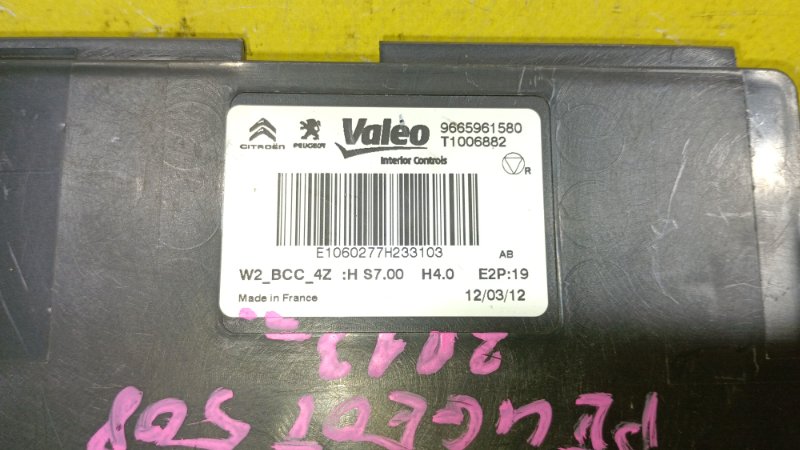 CITROËN PEUGEOT Valeo 9665961580
T1006882
Interior Controls
R
E1060277H233103 AB
W2_BCC_4Z :H S7.00 H4.0 E2P:19
Made in France 12/03/12
PEUGEOT 508
2013